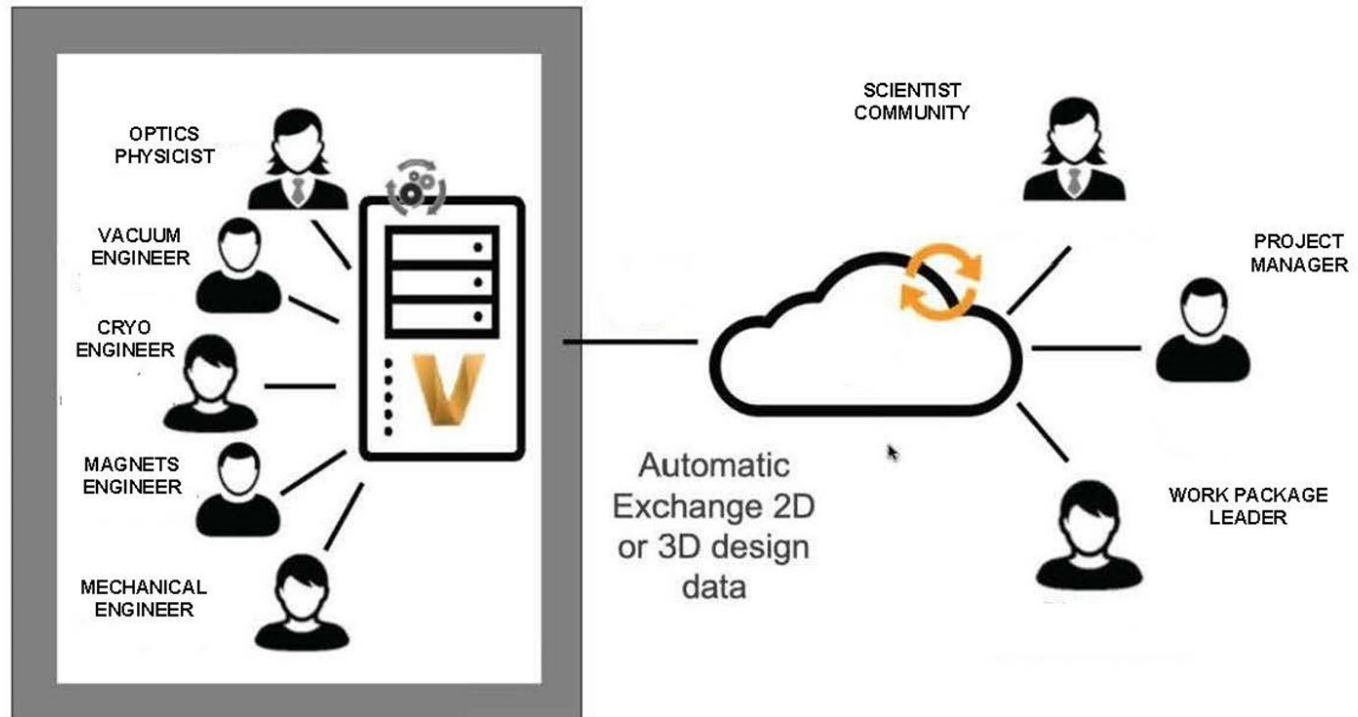 OPTICS
PHYSICIST
VACUUM
ENGINEER
CRYO
ENGINEER
MAGNETS
ENGINEER
MECHANICAL
ENGINEER
V
Automatic
Exchange 2D
or 3D design
data
SCIENTIST
COMMUNITY
PROJECT
MANAGER
WORK PACKAGE
LEADER